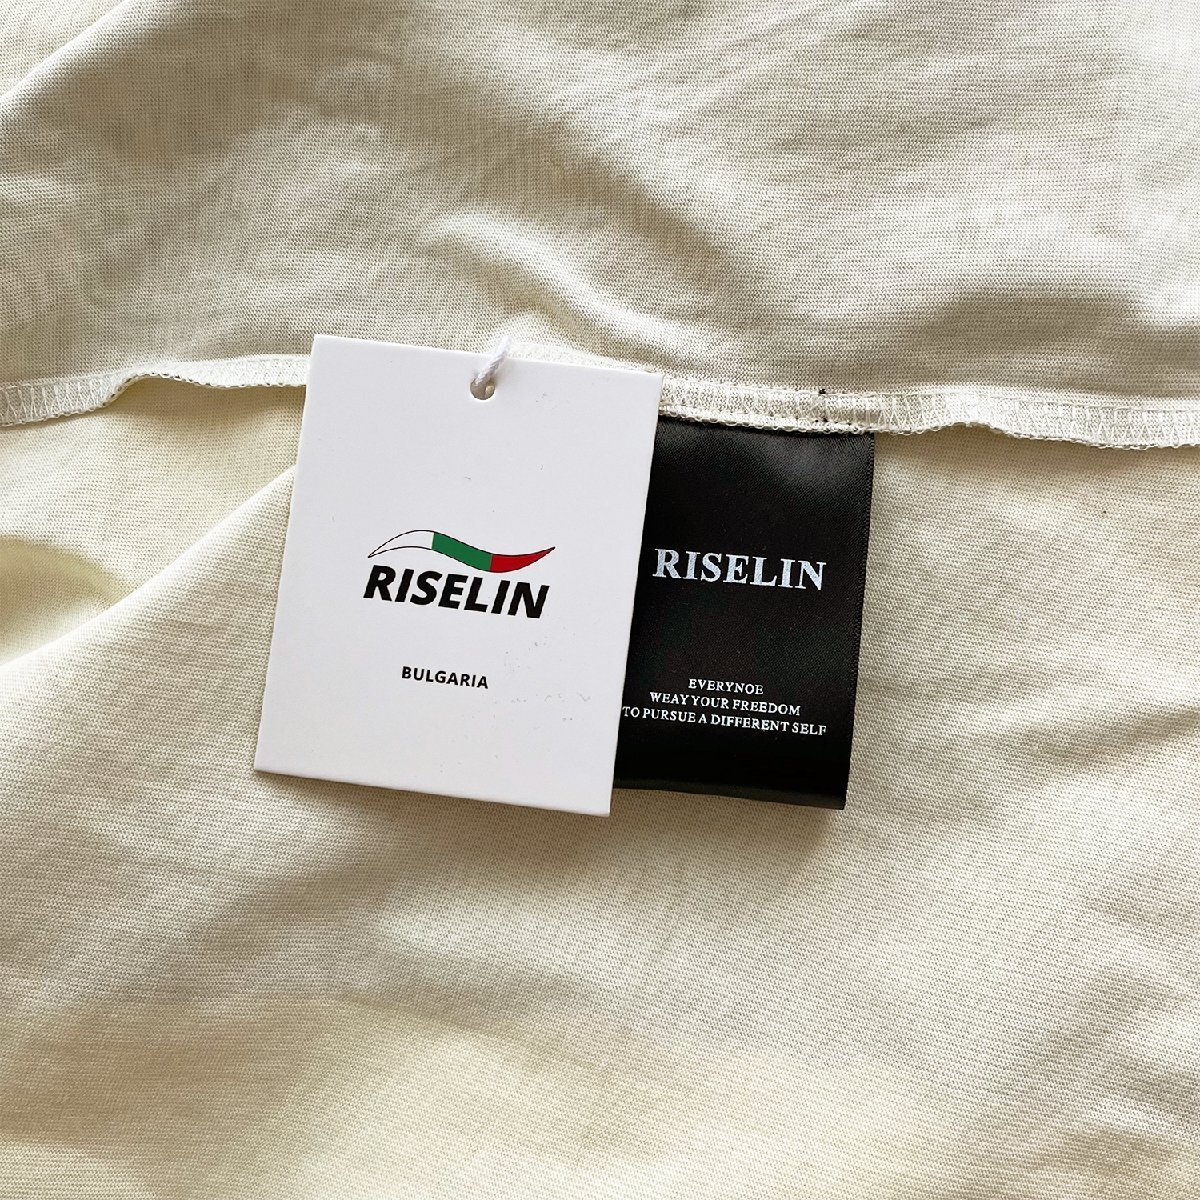 RISELIN
BULGARIA
RISELIN
EVERYNOE
WEAY YOUR FREEDOM
TO PURSUE A DIFFERENT SELF